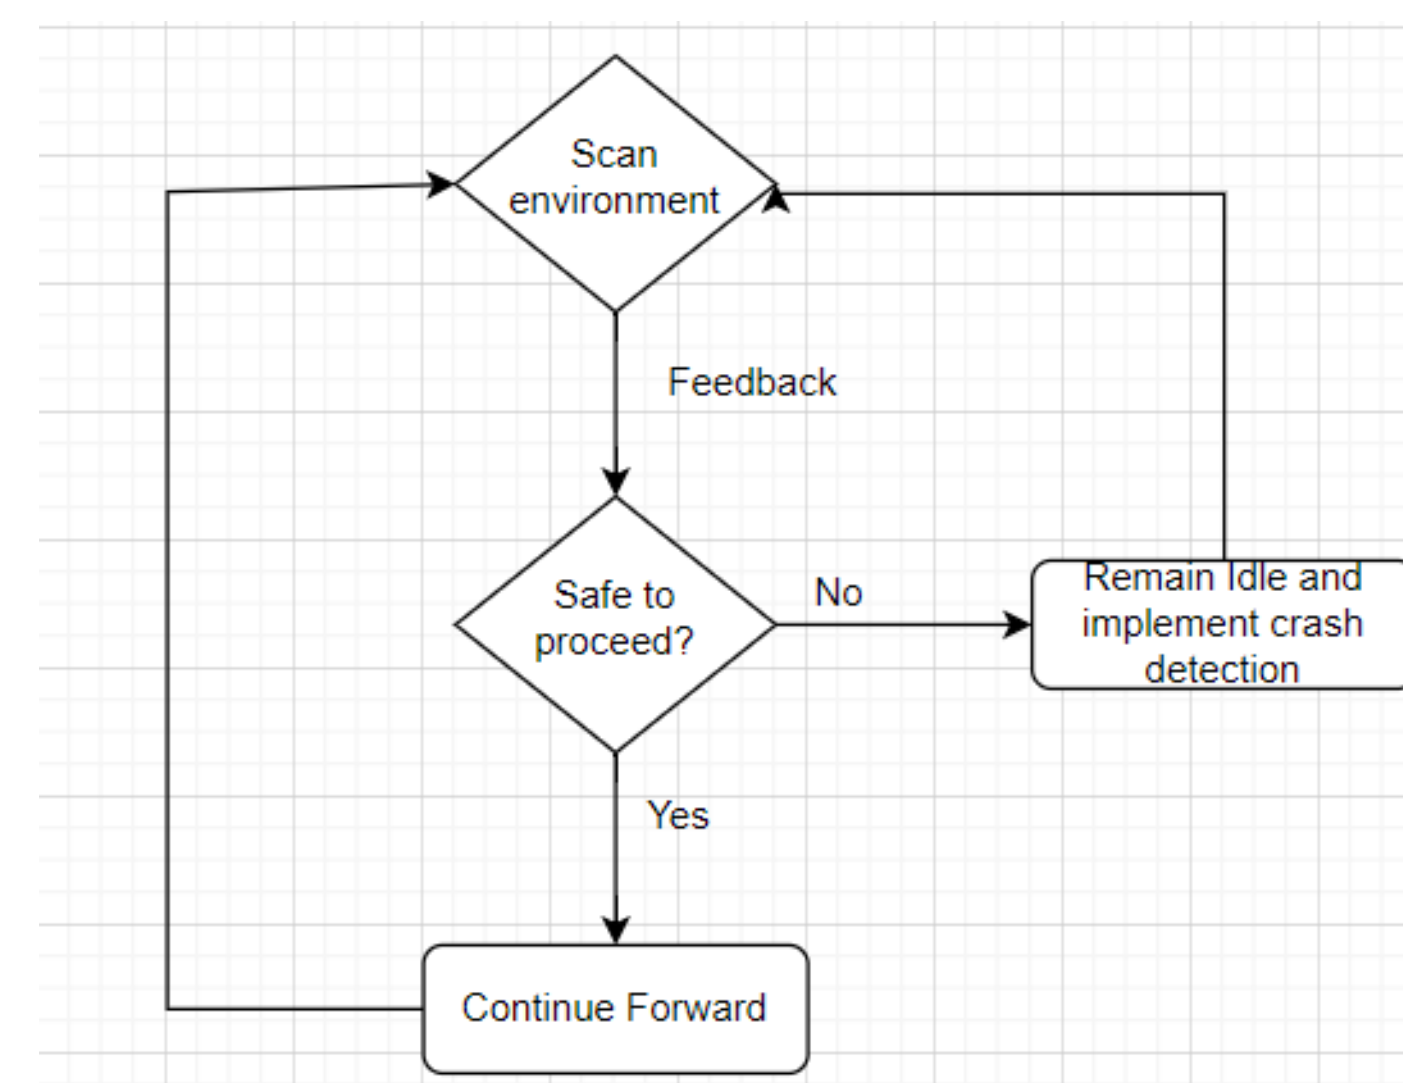 Scan
environment
Feedback
Safe to
proceed?
No
Remain Idle and
implement crash
detection
Yes
Continue Forward